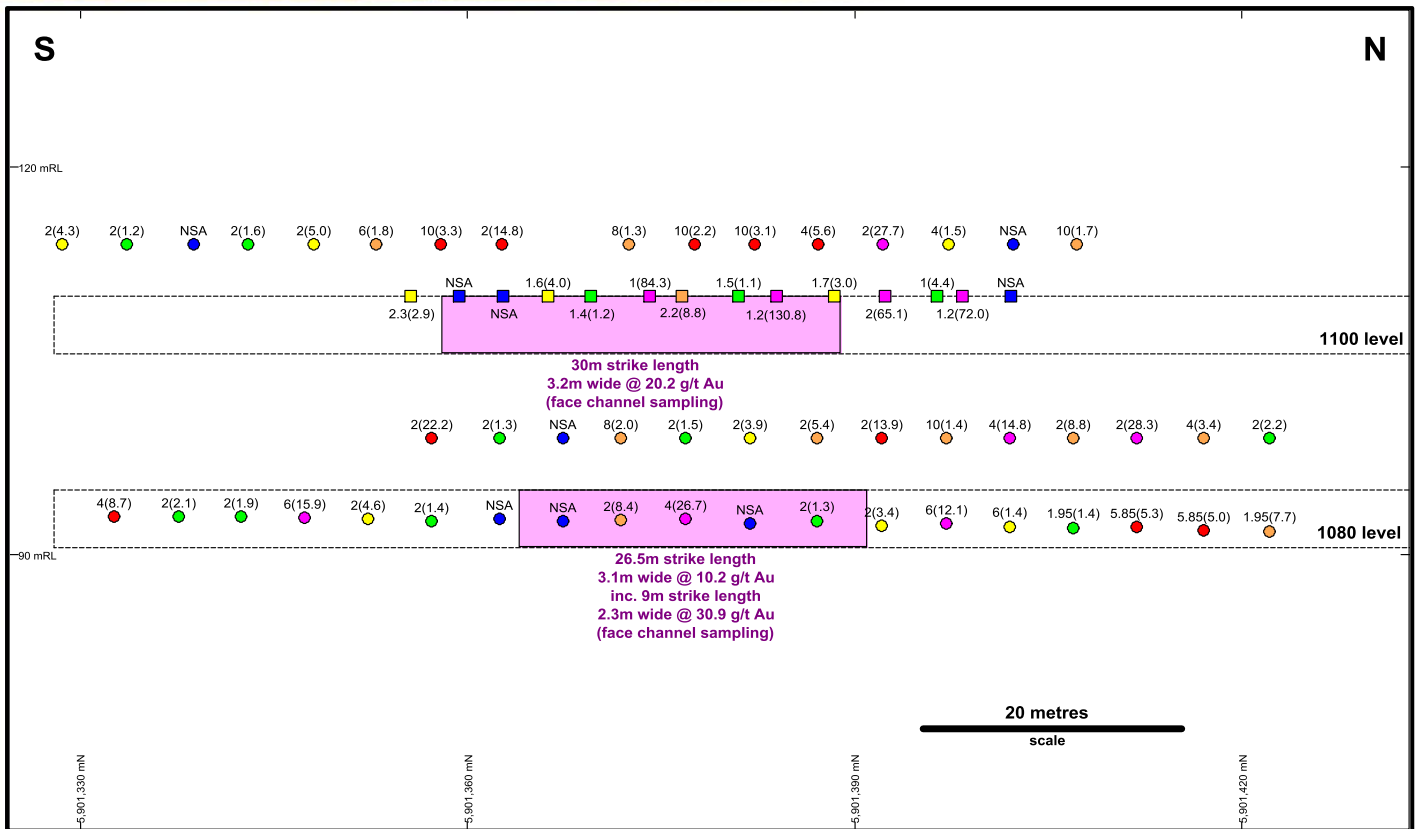 S
N
120 mRL
2(4.3)
2(1.2)
NSA
2(1.6)
2(5.0)
6(1.8)
10(3.3)
2(14.8)
8(1.3)
10(2.2)
10(3.1)
4(5.6)
2(27.7)
4(1.5)
NSA
10(1.7)
NSA
1.6(4.0)
1(84.3)
1.5(1.1)
1.7(3.0)
1(4.4)
NSA
2.3(2.9)
NSA
1.4(1.2)
2.2(8.8)
1.2(130.8)
2(65.1)
1.2(72.0)
1100 level
30m strike length
3.2m wide @ 20.2 g/t Au
(face channel sampling)
2(22.2)
2(1.3)
NSA
8(2.0)
2(1.5)
2(3.9)
2(5.4)
2(13.9)
10(1.4)
4(14.8)
2(8.8)
2(28.3)
4(3.4)
2(2.2)
4(8.7)
2(2.1)
2(1.9)
6(15.9)
2(4.6)
2(1.4)
NSA
NSA
2(8.4)
4(26.7)
NSA
2(1.3)
2(3.4)
6(12.1)
6(1.4)
1.95(1.4)
5.85(5.3)
5.85(5.0)
1.95(7.7)
1080 level
90 mRL
26.5m strike length
3.1m wide @ 10.2 g/t Au
inc. 9m strike length
2.3m wide @ 30.9 g/t Au
(face channel sampling)
20 metres
scale
5,901,330 mN
5,901,360 mN
5,901,390 mN
5,901,420 mN